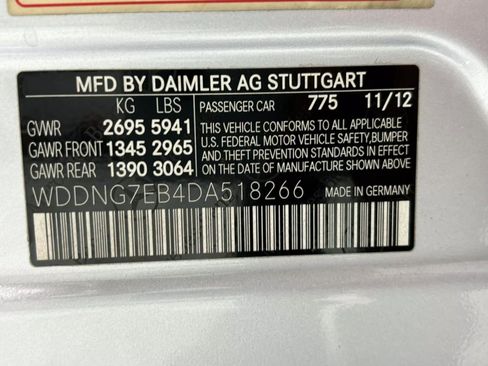 MFD BY DAIMLER AG STUTTGART
KG LBS PASSENGER CAR 775 11/12
GVWR 2695 5941
GAWR FRONT 1345 2965
GAWR REAR 1390 3064
THIS VEHICLE CONFORMS TO ALL APPLICABLE
U.S. FEDERAL MOTOR VEHICLE SAFETY, BUMPER
AND THEFT PREVENTION STANDARDS IN EFFECT
ON THE DATE OF MANUFACTURE SHOWN ABOVE
WDDNG7EB4DA518266 MADE IN GERMANY